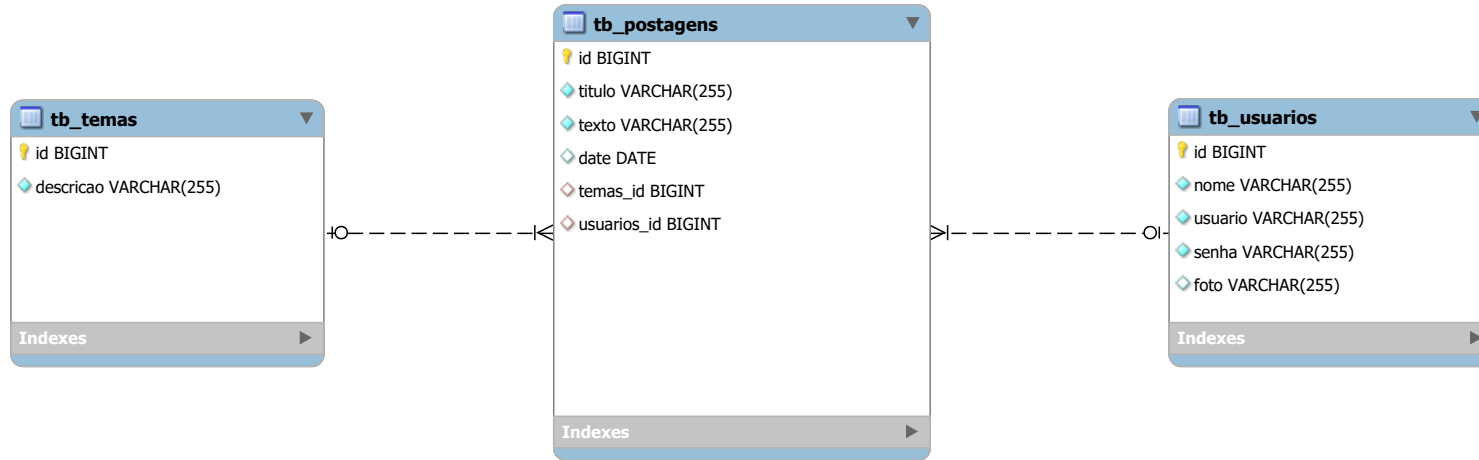 tb_temas
id BIGINT
descricao VARCHAR(255)
Indexes
tb_postagens
id BIGINT
titulo VARCHAR(255)
texto VARCHAR(255)
date DATE
temas_id BIGINT
usuarios_id BIGINT
Indexes
tb_usuarios
id BIGINT
nome VARCHAR(255)
usuario VARCHAR(255)
senha VARCHAR(255)
foto VARCHAR(255)
Indexes